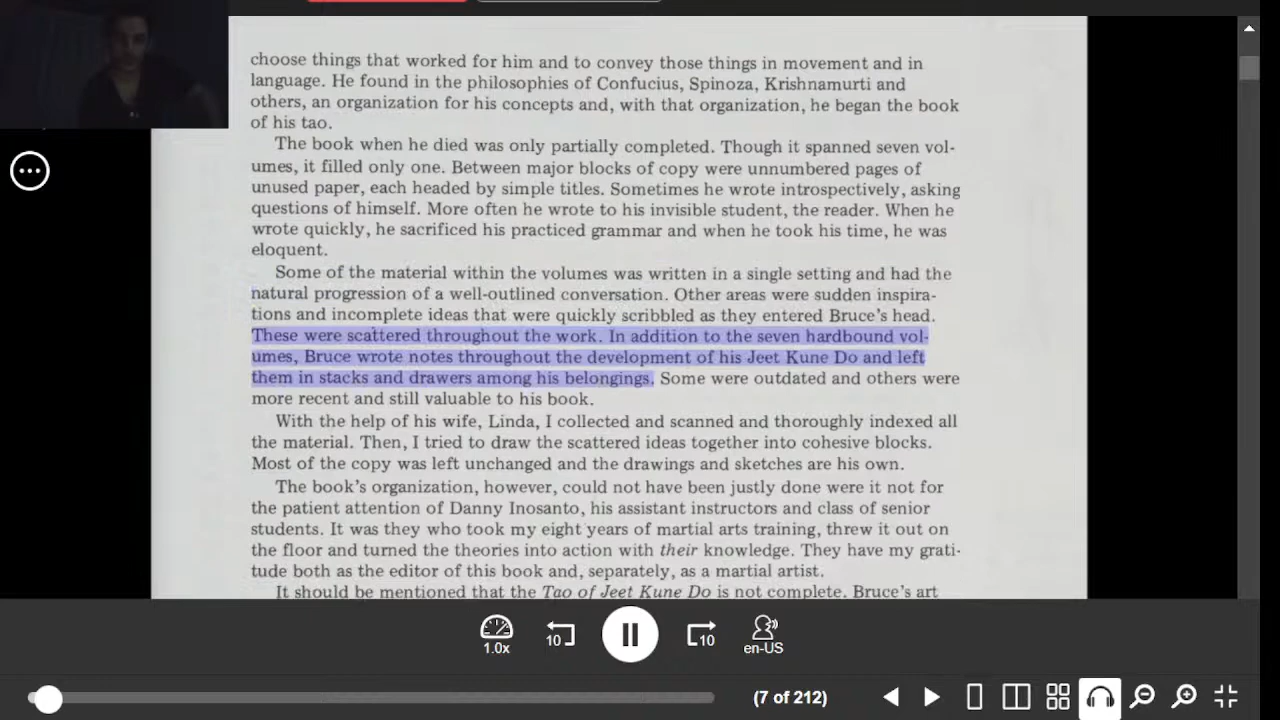 choose things that worked for him and to convey those things in movement and in
language. He found in the philosophies of Confucius, Spinoza, Krishnamurti and
others, an organization for his concepts and, with that organization, he began the book
of his tao.
The book when he died was only partially completed. Though it spanned seven vol-
umes, it filled only one. Between major blocks of copy were unnumbered pages of
unused paper, each headed by simple titles. Sometimes he wrote introspectively, asking
questions of himself. More often he wrote to his invisible student, the reader. When he
wrote quickly, he sacrificed his practiced grammar and when he took his time, he was
eloquent.
Some of the material within the volumes was written in a single setting and had the
natural progression of a well-outlined conversation. Other areas were sudden inspira-
tions and incomplete ideas that were quickly scribbled as they entered Bruce's head.
These were scattered throughout the work. In addition to the seven hardbound vol-
umes, Bruce wrote notes throughout the development of his Jeet Kune Do and left
them in stacks and drawers among his belongings. Some were outdated and others were
more recent and still valuable to his book.
With the help of his wife, Linda, I collected and scanned and thoroughly indexed all
the material. Then, I tried to draw the scattered ideas together into cohesive blocks.
Most of the copy was left unchanged and the drawings and sketches are his own.
The book's organization, however, could not have been justly done were it not for
the patient attention of Danny Inosanto, his assistant instructors and class of senior
students. It was they who took my eight years of martial arts training, threw it out on
the floor and turned the theories into action with their knowledge. They have my grati-
tude both as the editor of this book and, separately, as a martial artist.
It should be mentioned that the Tao of Jeet Kune Do is not complete. Bruce's art
1.0x
10
10
en-US
(7 of 212)